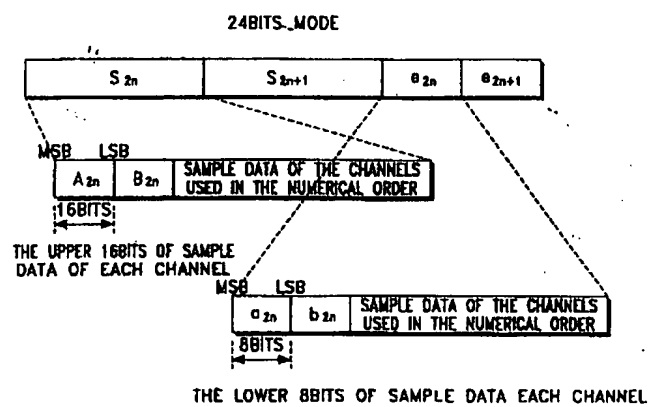 24BITS_MODE
S2n S2n+1 e2n e2n+1
MSB LSB
A2n B2n SAMPLE DATA OF THE CHANNELS
USED IN THE NUMERICAL ORDER
16BITS
THE UPPER 16BITS OF SAMPLE
DATA OF EACH CHANNEL
MSB LSB
a2n b2n SAMPLE DATA OF THE CHANNELS
USED IN THE NUMERICAL ORDER
8BITS
THE LOWER 8BITS OF SAMPLE DATA EACH CHANNEL